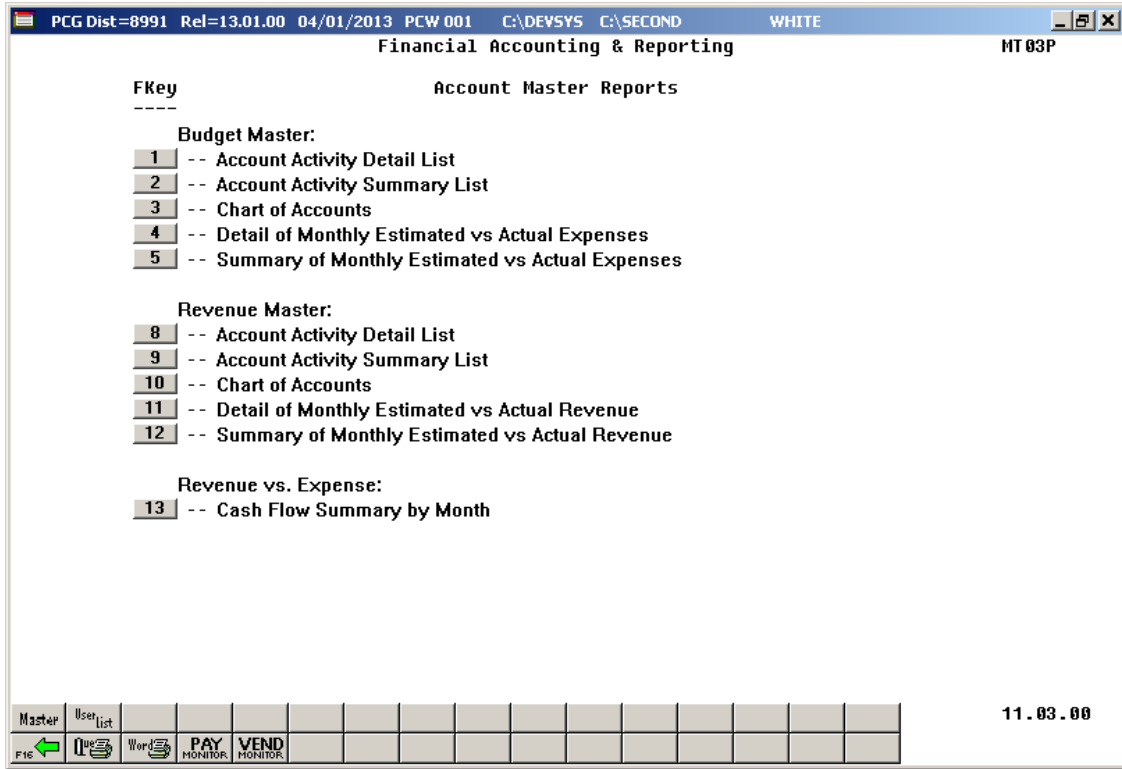 PCG Dist=8991 Rel=13.01.00 04/01/2013 PCW 001 C:\DEVSYS C:\SECOND WHITE
Financial Accounting & Reporting MT03P
FKey Account Master Reports
----
Budget Master:
1 -- Account Activity Detail List
2 -- Account Activity Summary List
3 -- Chart of Accounts
4 -- Detail of Monthly Estimated vs Actual Expenses
5 -- Summary of Monthly Estimated vs Actual Expenses
Revenue Master:
8 -- Account Activity Detail List
9 -- Account Activity Summary List
10 -- Chart of Accounts
11 -- Detail of Monthly Estimated vs Actual Revenue
12 -- Summary of Monthly Estimated vs Actual Revenue
Revenue vs. Expense:
13 -- Cash Flow Summary by Month
Master User List 11.03.00
F16 Que Word PAY MONITOR VEND MONITOR